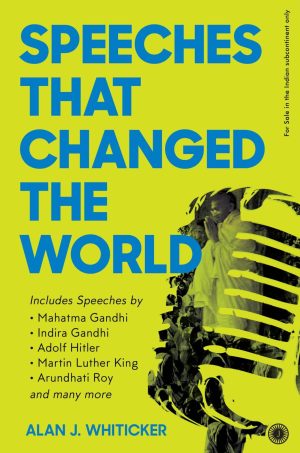 SPEECHES
THAT
CHANGED
THE
WORLD
For Sale in the Indian subcontinent only
Includes Speeches by
• Mahatma Gandhi
• Indira Gandhi
• Adolf Hitler
• Martin Luther King
• Arundhati Roy
and many more
ALAN J. WHITICKER